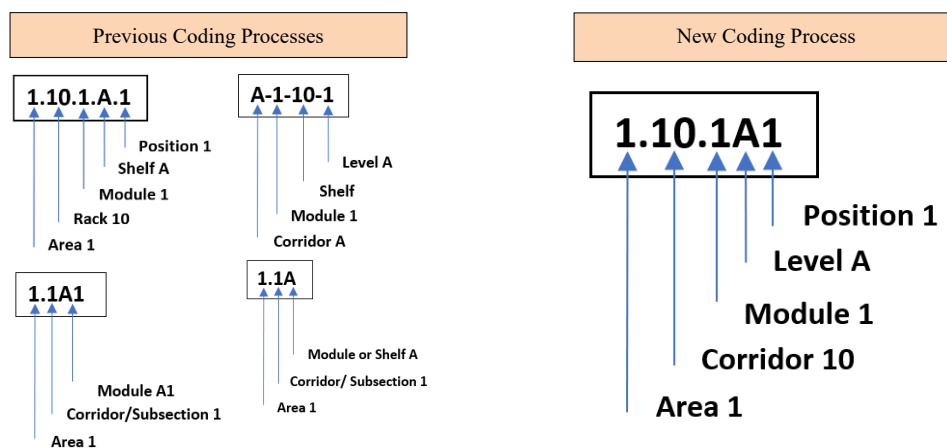 Previous Coding Processes
1.10.1.A.1
Position 1
Shelf A
Module 1
Rack 10
Area 1
A-1-10-1
Level A
Shelf
Module 1
Corridor A
1.1A1
Module A1
Corridor/Subsection 1
Area 1
1.1A
Module or Shelf A
Corridor/ Subsection 1
Area 1
New Coding Process
1.10.1A1
Position 1
Level A
Module 1
Corridor 10
Area 1